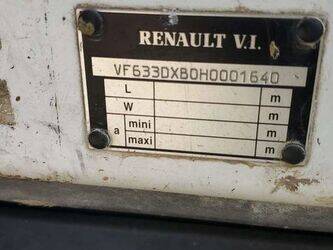 RENAULT V.I.
VF633DXB0H0001640
L m
W m
a mini m
maxi m